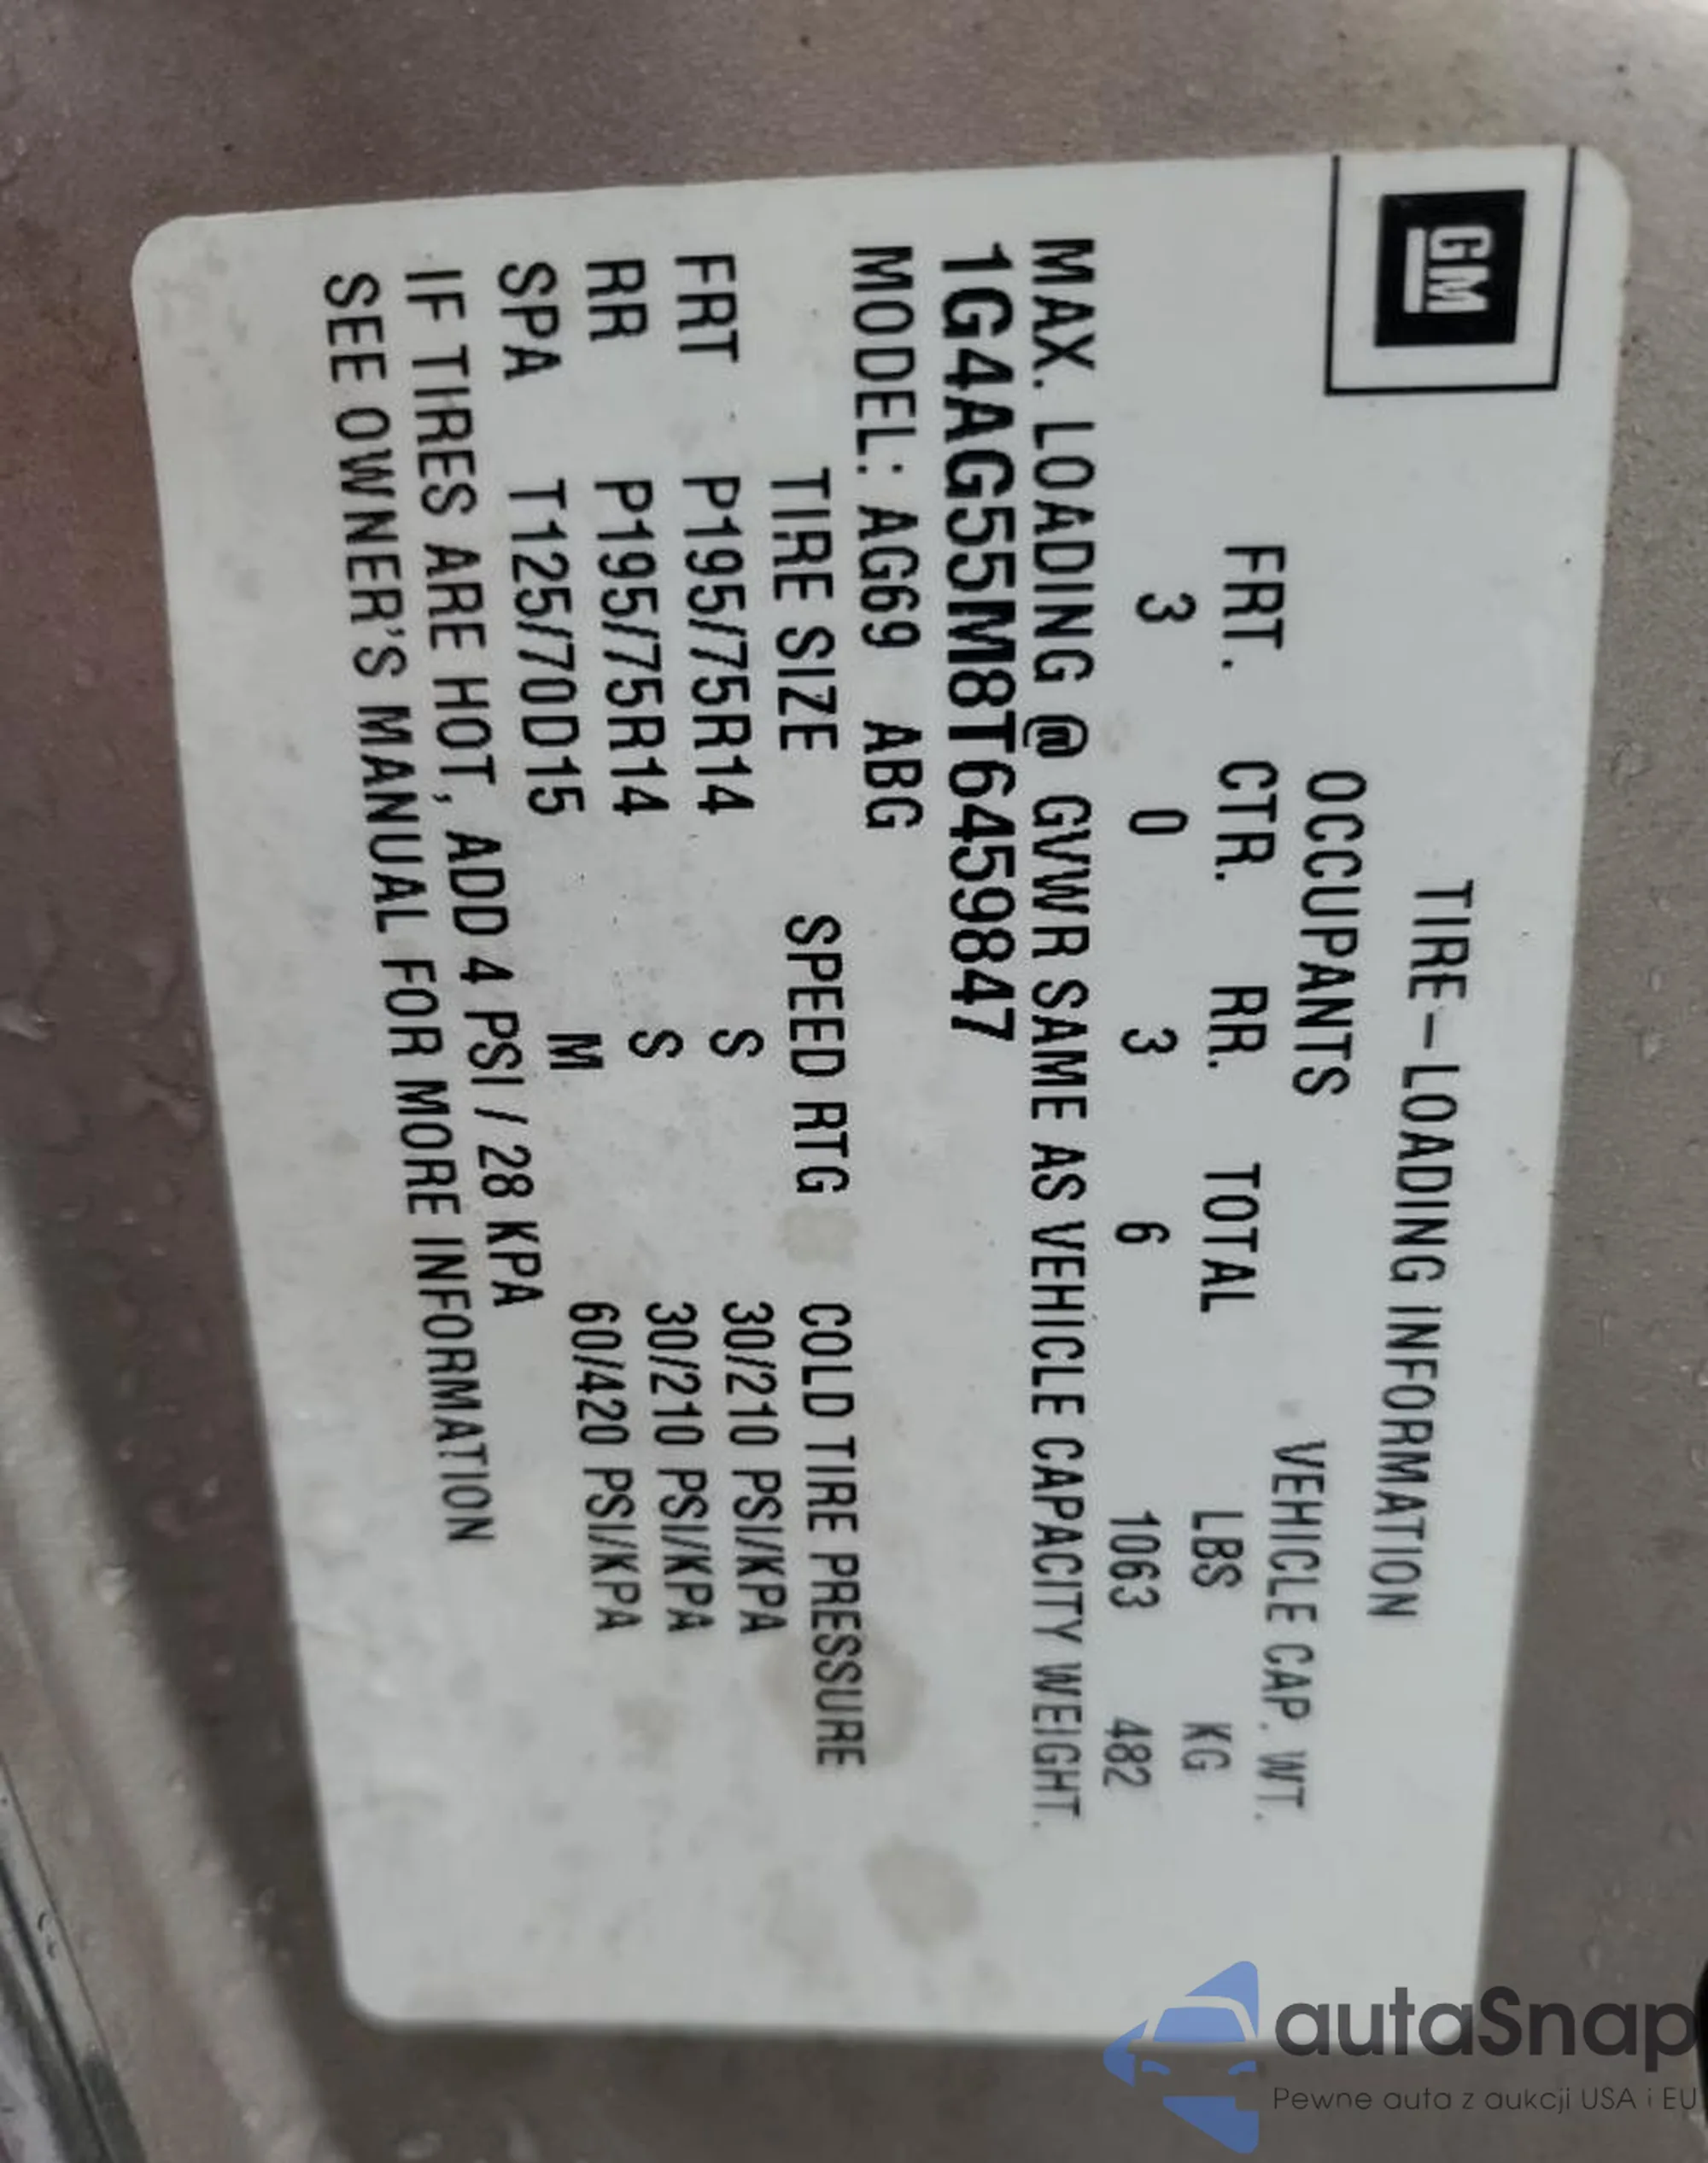 GM
TIRE–LOADING INFORMATION
OCCUPANTS VEHICLE CAP. WT.
FRT. CTR. RR. TOTAL LBS KG
3 0 3 6 1063 482
MAX. LOADING @ GVWR SAME AS VEHICLE CAPACITY WEIGHT.
1G4AG55M8T6459847
MODEL: AG69 ABG
TIRE SIZE SPEED RTG COLD TIRE PRESSURE
FRT P195/75R14 S 30/210 PSI/KPA
RR P195/75R14 S 30/210 PSI/KPA
SPA T125/70D15 M 60/420 PSI/KPA
IF TIRES ARE HOT, ADD 4 PSI / 28 KPA
SEE OWNER'S MANUAL FOR MORE INFORMATION
autaSnap
Pewne auta z aukcji USA i EU